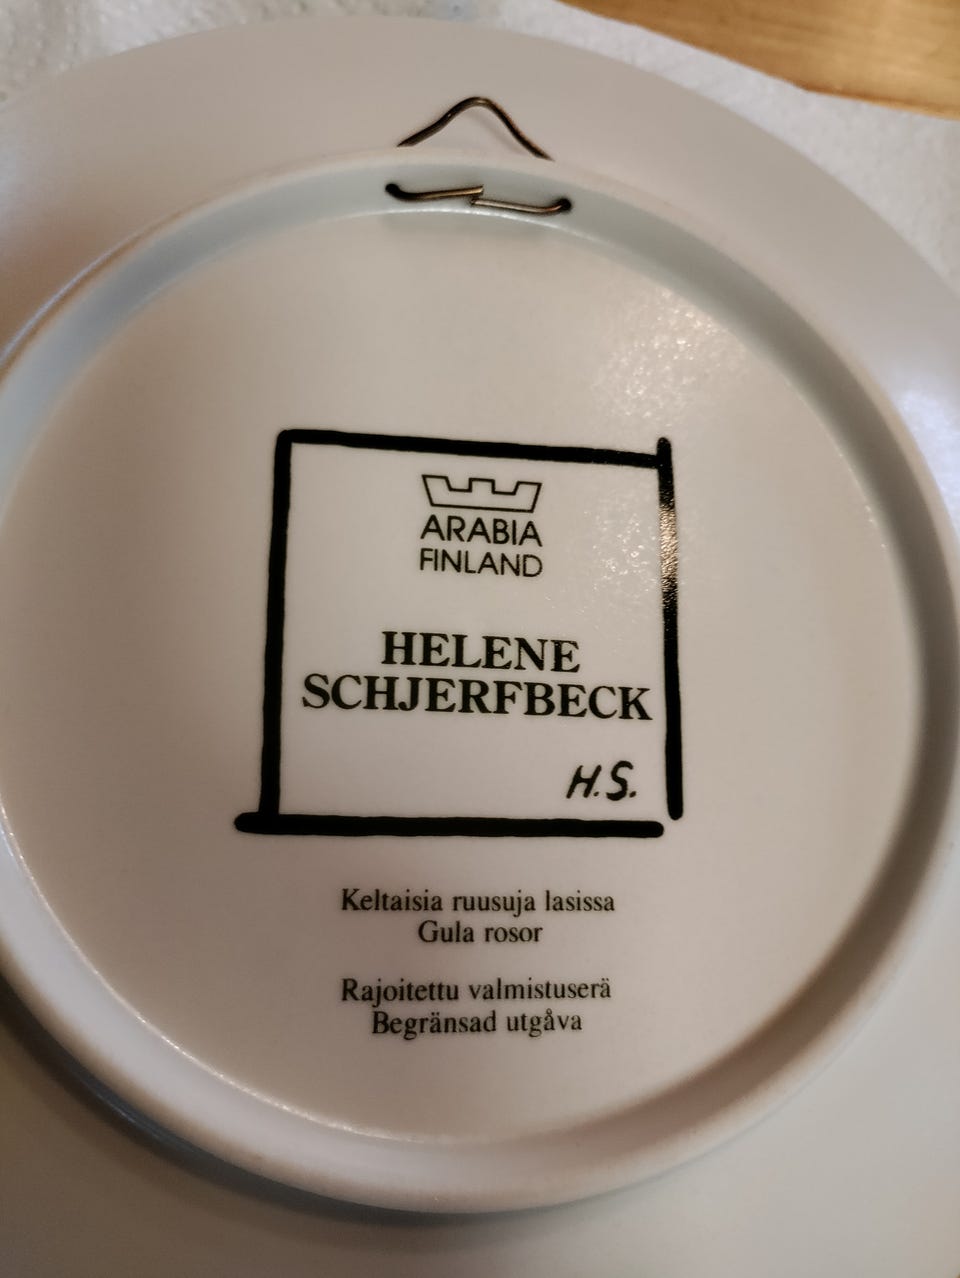 ARABIA
FINLAND
HELENE
SCHJERFBECK
H.S.
Keltaisia ruusuja lasissa
Gula rosor
Rajoitettu valmistuserä
Begränsad utgåva